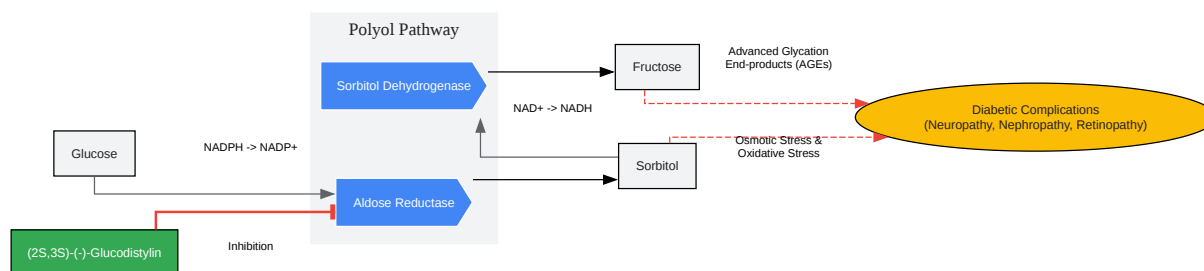 Polyol Pathway
Sorbitol Dehydrogenase
Fructose
Advanced Glycation
End-products (AGEs)
NAD+ -> NADH
Diabetic Complications
(Neuropathy, Nephropathy, Retinopathy)
Glucose
NADPH -> NADP+
Osmotic Stress &
Oxidative Stress
Sorbitol
Aldose Reductase
(2S,3S)-(-)-Glucodistylin
Inhibition